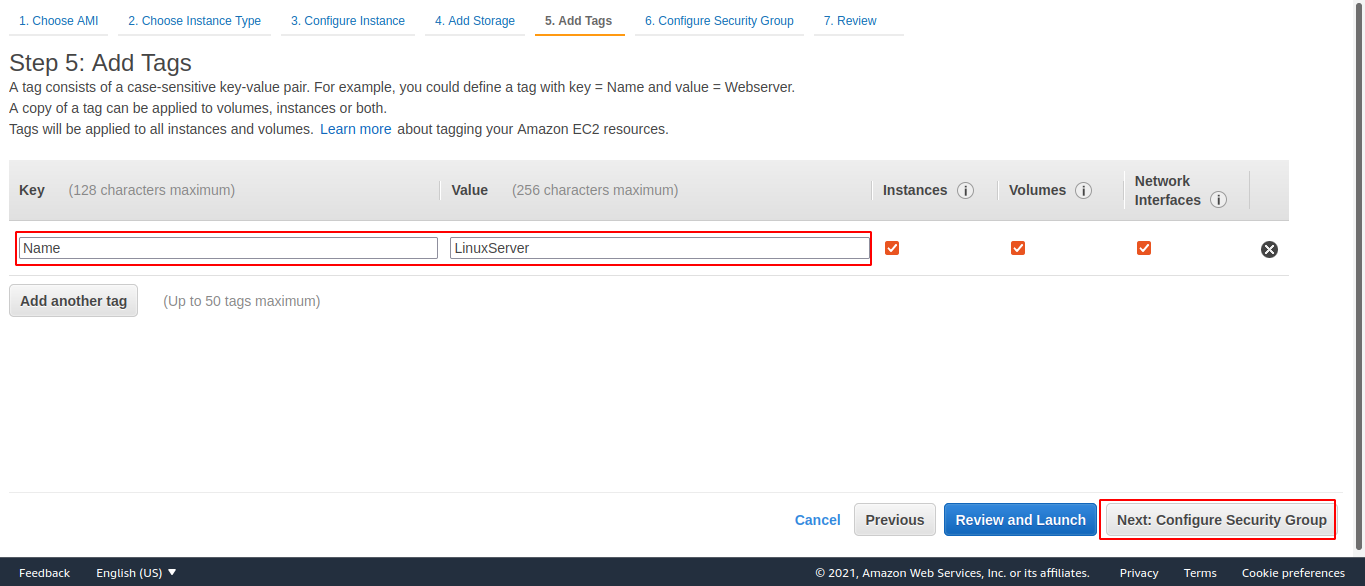 1. Choose AMI 2. Choose Instance Type 3. Configure Instance 4. Add Storage 5. Add Tags 6. Configure Security Group 7. Review
Step 5: Add Tags
A tag consists of a case-sensitive key-value pair. For example, you could define a tag with key = Name and value = Webserver.
A copy of a tag can be applied to volumes, instances or both.
Tags will be applied to all instances and volumes. Learn more about tagging your Amazon EC2 resources.
Key (128 characters maximum) Value (256 characters maximum) Instances i Volumes i Network
Interfaces i
Name LinuxServer
Add another tag (Up to 50 tags maximum)
Cancel Previous Review and Launch Next: Configure Security Group
Feedback English (US) © 2021, Amazon Web Services, Inc. or its affiliates. Privacy Terms Cookie preferences